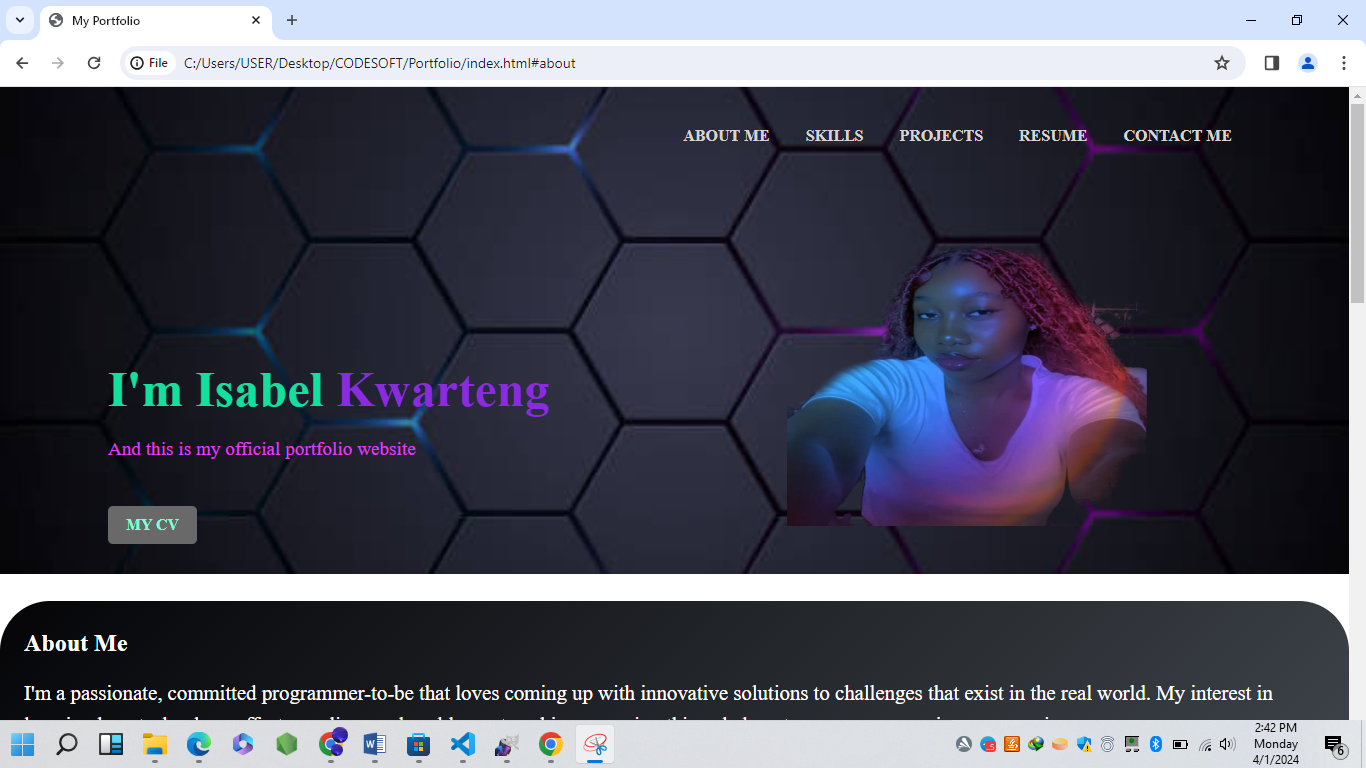 My Portfolio
File
C:/Users/USER/Desktop/CODESOFT/Portfolio/index.html#about
ABOUT ME SKILLS PROJECTS RESUME CONTACT ME
I'm Isabel Kwarteng
And this is my official portfolio website
MY CV
About Me
I'm a passionate, committed programmer-to-be that loves coming up with innovative solutions to challenges that exist in the real world. My interest in
2:42 PM
Monday
4/1/2024
6